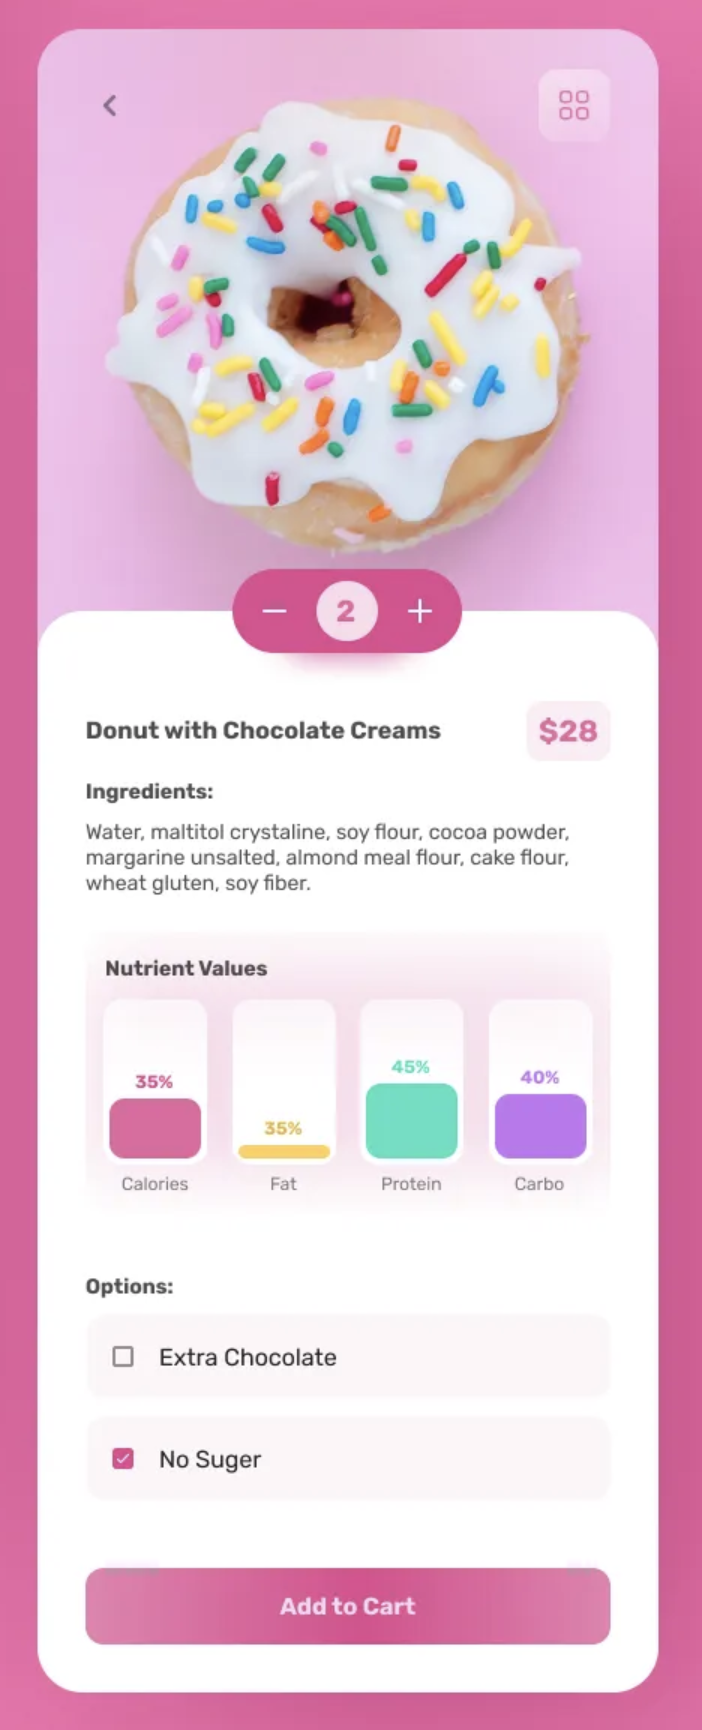 2
Donut with Chocolate Creams
$28
Ingredients:
Water, maltitol crystaline, soy flour, cocoa powder,
margarine unsalted, almond meal flour, cake flour,
wheat gluten, soy fiber.
Nutrient Values
35%
35%
45%
40%
Calories
Fat
Protein
Carbo
Options:
Extra Chocolate
No Suger
Add to Cart